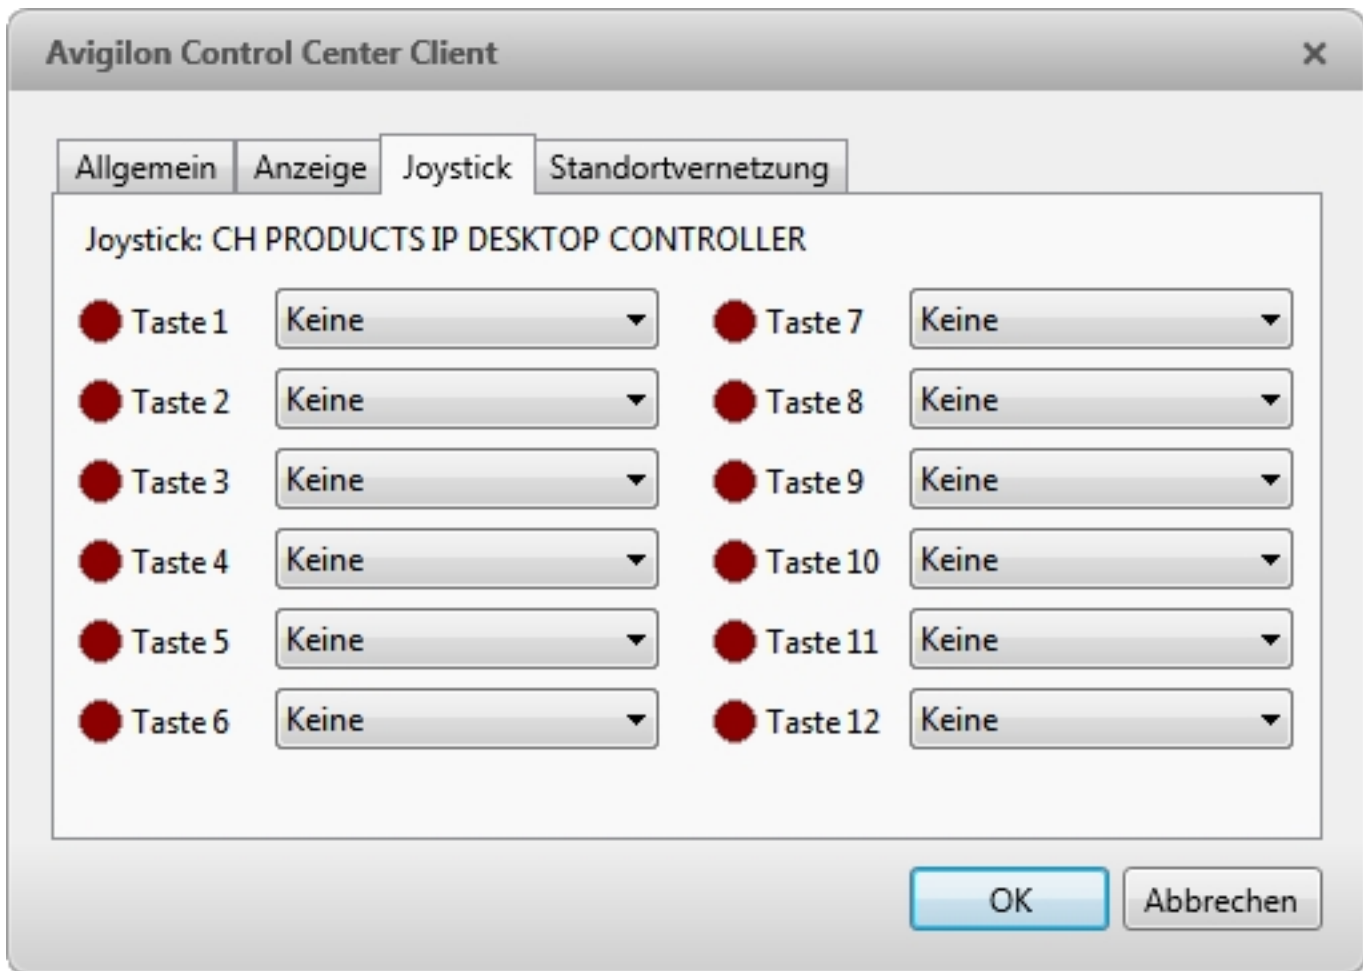 Avigilon Control Center Client
Allgemein Anzeige Joystick Standortvernetzung
Joystick: CH PRODUCTS IP DESKTOP CONTROLLER
Taste 1 Keine Taste 7 Keine
Taste 2 Keine Taste 8 Keine
Taste 3 Keine Taste 9 Keine
Taste 4 Keine Taste 10 Keine
Taste 5 Keine Taste 11 Keine
Taste 6 Keine Taste 12 Keine
OK Abbrechen